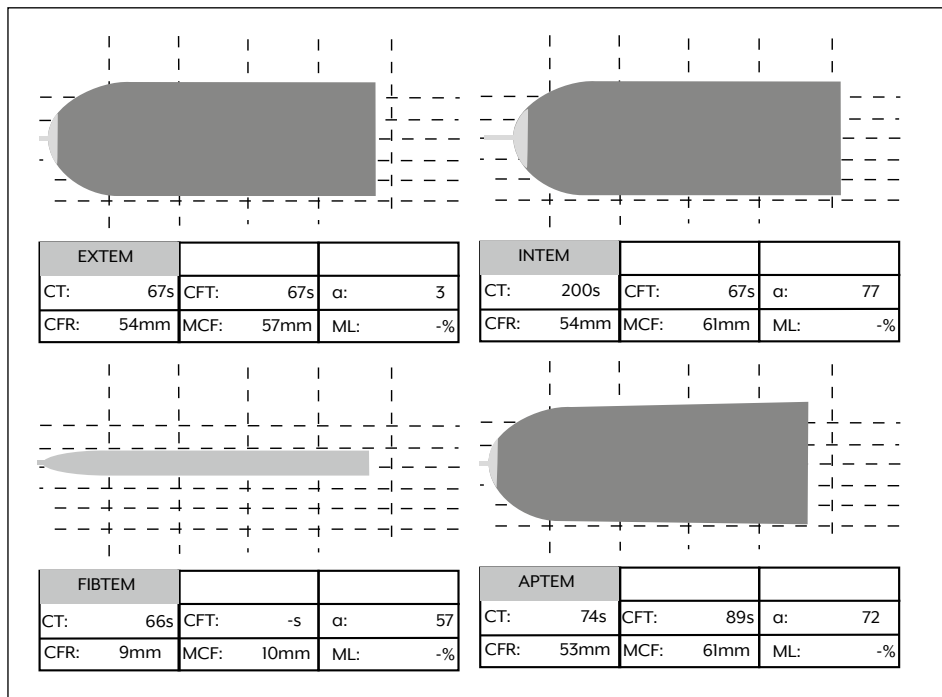 EXTEM
CT: 67s CFT: 67s α: 3
CFR: 54mm MCF: 57mm ML: -%
INTEM
CT: 200s CFT: 67s α: 77
CFR: 54mm MCF: 61mm ML: -%
FIBTEM
CT: 66s CFT: -s α: 57
CFR: 9mm MCF: 10mm ML: -%
APTEM
CT: 74s CFT: 89s α: 72
CFR: 53mm MCF: 61mm ML: -%